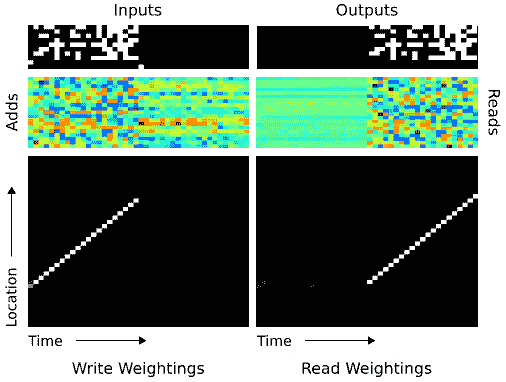 Inputs
Outputs
Adds
Reads
Location
Time
Time
Write Weightings
Read Weightings